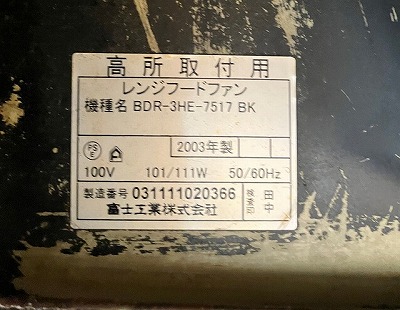 高所取付用
レンジフードファン
機種名 BDR-3HE-7517 BK
2003年製
PS
E
100V 101/111W 50/60Hz
製造番号 031111020366
富士工業株式会社
検査印 田中